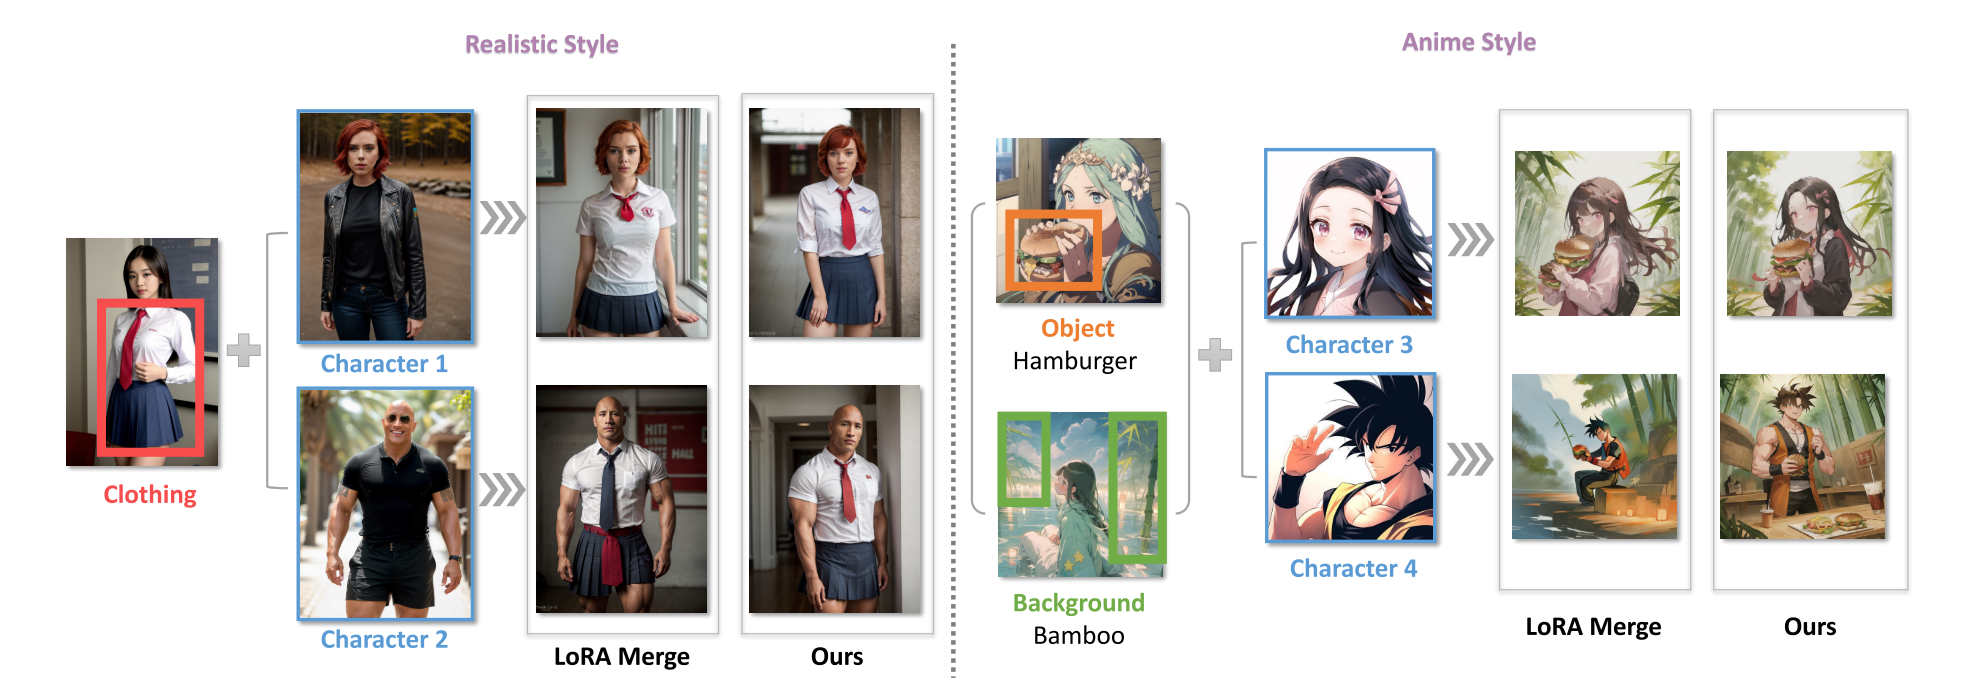 Realistic Style
Anime Style
Clothing
Character 1
Character 2
LoRA Merge
Ours
Object
Hamburger
Background
Bamboo
Character 3
Character 4
LoRA Merge
Ours